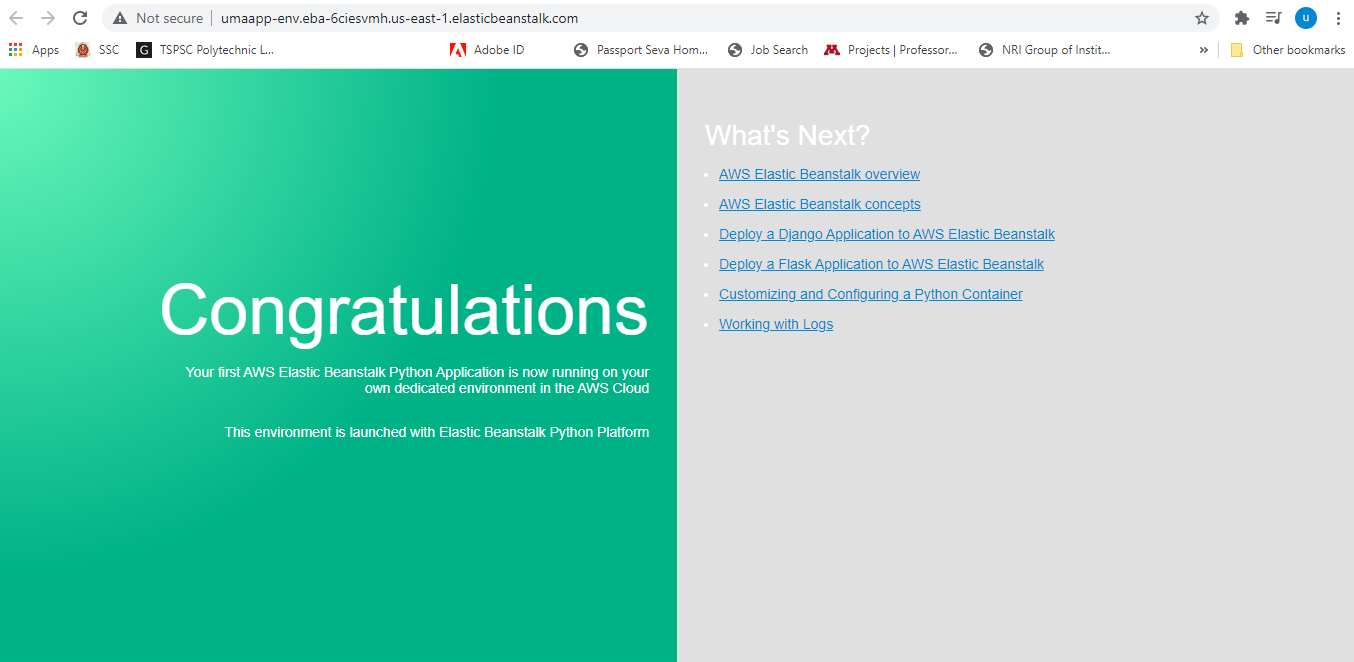 Not secure | umaapp-env.eba-6ciesvmh.us-east-1.elasticbeanstalk.com
u
Apps SSC G TSPSC Polytechnic L... Adobe ID Passport Seva Hom... Job Search Projects | Professor... NRI Group of Instit... » Other bookmarks
Congratulations
Your first AWS Elastic Beanstalk Python Application is now running on your
own dedicated environment in the AWS Cloud
This environment is launched with Elastic Beanstalk Python Platform
What's Next?
AWS Elastic Beanstalk overview
AWS Elastic Beanstalk concepts
Deploy a Django Application to AWS Elastic Beanstalk
Deploy a Flask Application to AWS Elastic Beanstalk
Customizing and Configuring a Python Container
Working with Logs